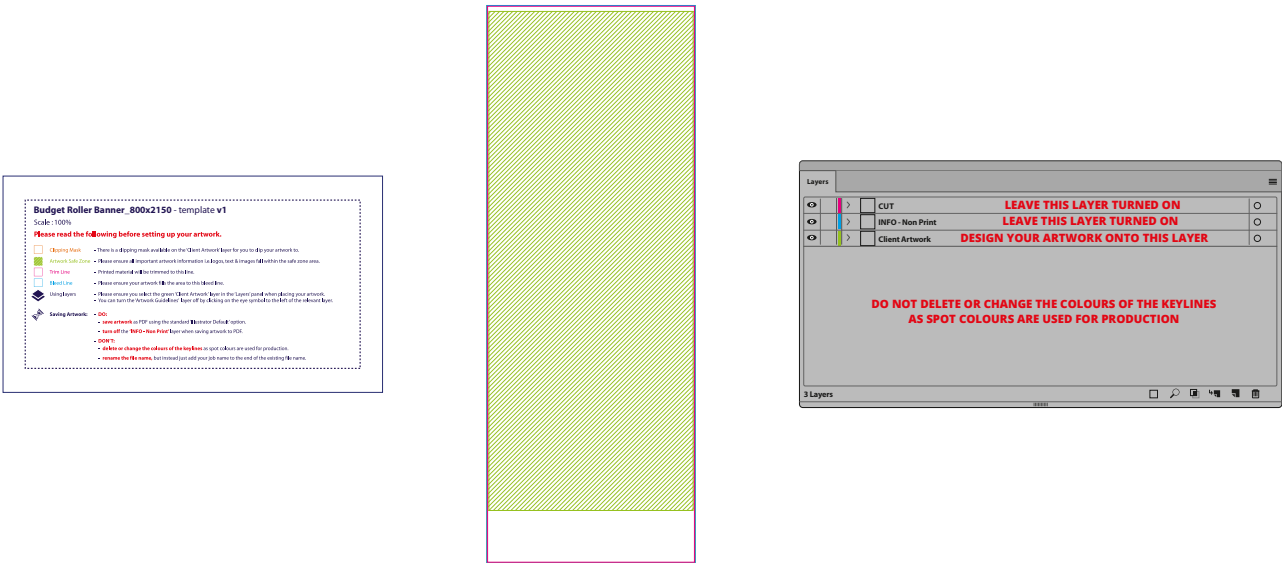 Budget Roller Banner_800x2150 - template v1
Scale : 100%
Please read the following before setting up your artwork.
Clipping Mask - There is a clipping mask available on the 'Client Artwork' layer for you to clip your artwork to.
Artwork Safe Zone - Please ensure all important artwork information i.e. logos, text & images fall within the safe zone area.
Trim Line - Printed material will be trimmed to this line.
Bleed Line - Please ensure your artwork fills the area to this bleed line.
Using layers - Please ensure you select the green 'Client Artwork' layer in the 'Layers' panel when placing your artwork.
- You can turn the 'Artwork Guidelines' layer off by clicking on the eye symbol to the left of the relevant layer.
Saving Artwork: - DO:
- save artwork as PDF using the standard 'Illustrator Default' option.
- turn off the 'INFO - Non Print' layer when saving artwork to PDF.
- DON'T:
- delete or change the colours of the keylines as spot colours are used for production.
- rename the file name, but instead just add your job name to the end of the existing file name.
Layers
CUT LEAVE THIS LAYER TURNED ON
INFO - Non Print LEAVE THIS LAYER TURNED ON
Client Artwork DESIGN YOUR ARTWORK ONTO THIS LAYER
DO NOT DELETE OR CHANGE THE COLOURS OF THE KEYLINES
AS SPOT COLOURS ARE USED FOR PRODUCTION
3 Layers